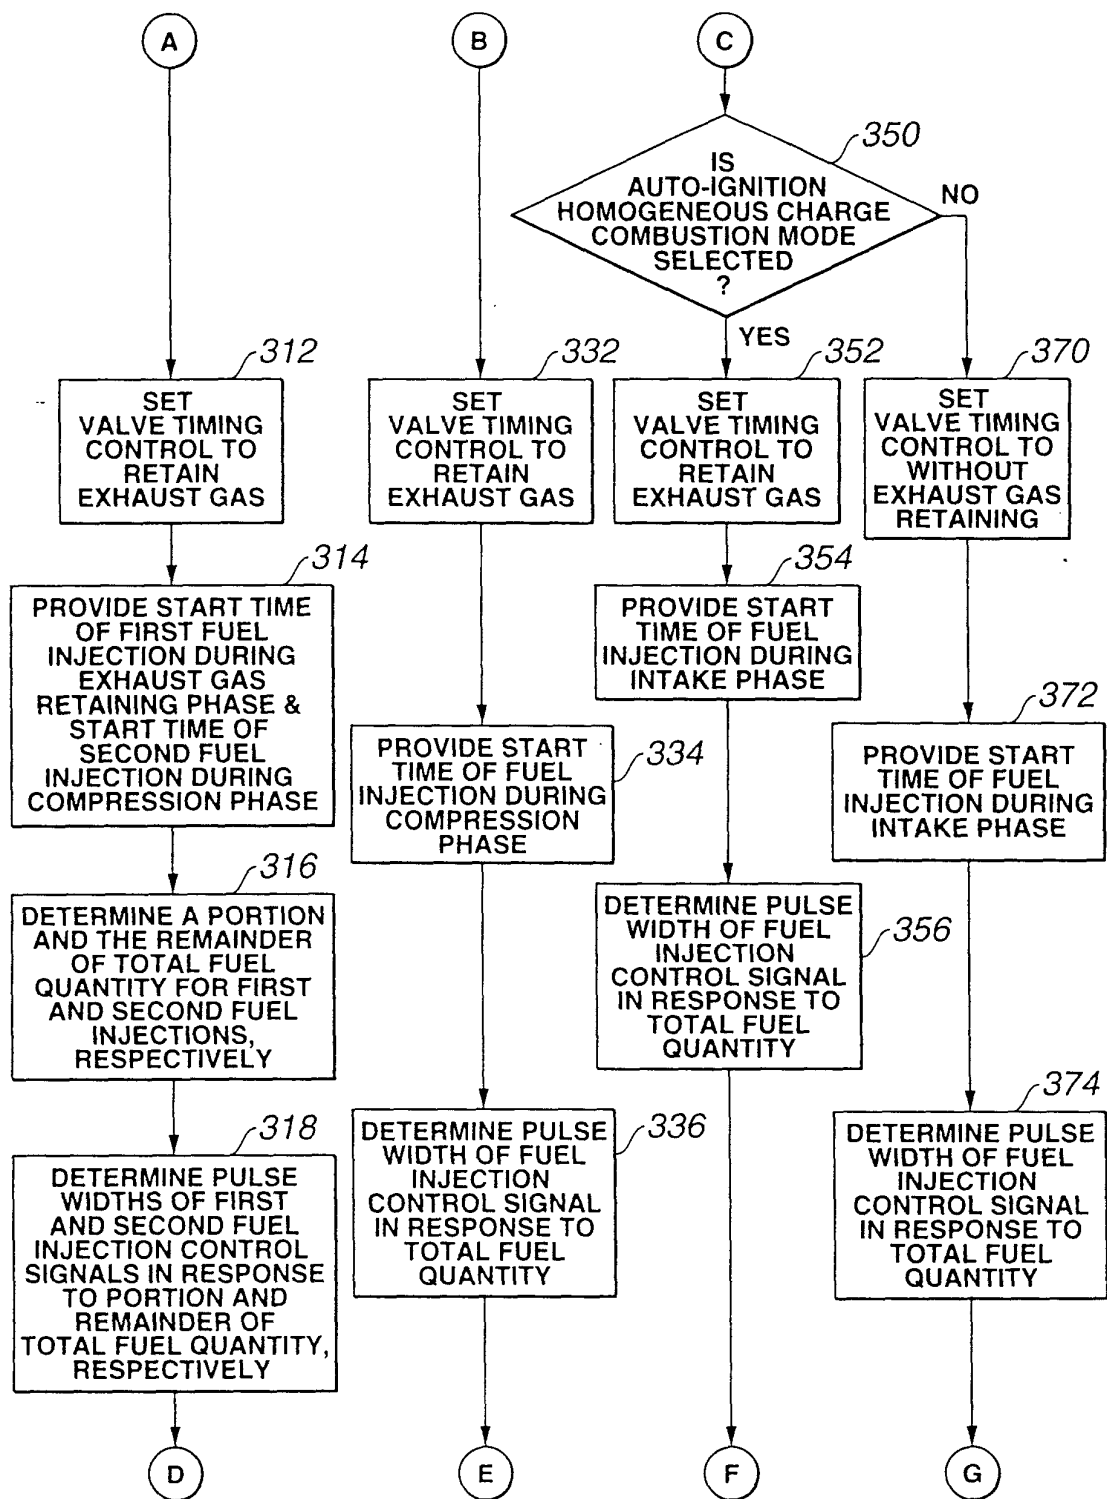 A
B
C
350
IS
AUTO-IGNITION
HOMOGENEOUS CHARGE
COMBUSTION MODE
SELECTED
?
NO
YES
312
SET
VALVE TIMING
CONTROL TO
RETAIN
EXHAUST GAS
332
SET
VALVE TIMING
CONTROL TO
RETAIN
EXHAUST GAS
352
SET
VALVE TIMING
CONTROL TO
RETAIN
EXHAUST GAS
370
SET
VALVE TIMING
CONTROL TO
WITHOUT
EXHAUST GAS
RETAINING
314
PROVIDE START TIME
OF FIRST FUEL
INJECTION DURING
EXHAUST GAS
RETAINING PHASE &
START TIME OF
SECOND FUEL
INJECTION DURING
COMPRESSION PHASE
334
PROVIDE START
TIME OF FUEL
INJECTION DURING
COMPRESSION
PHASE
354
PROVIDE START
TIME OF FUEL
INJECTION DURING
INTAKE PHASE
372
PROVIDE START
TIME OF FUEL
INJECTION DURING
INTAKE PHASE
316
DETERMINE A PORTION
AND THE REMAINDER
OF TOTAL FUEL
QUANTITY FOR FIRST
AND SECOND FUEL
INJECTIONS,
RESPECTIVELY
356
DETERMINE PULSE
WIDTH OF FUEL
INJECTION
CONTROL SIGNAL
IN RESPONSE TO
TOTAL FUEL
QUANTITY
318
DETERMINE PULSE
WIDTHS OF FIRST
AND SECOND FUEL
INJECTION CONTROL
SIGNALS IN RESPONSE
TO PORTION AND
REMAINDER OF
TOTAL FUEL QUANTITY,
RESPECTIVELY
336
DETERMINE PULSE
WIDTH OF FUEL
INJECTION
CONTROL SIGNAL
IN RESPONSE TO
TOTAL FUEL
QUANTITY
374
DETERMINE PULSE
WIDTH OF FUEL
INJECTION
CONTROL SIGNAL
IN RESPONSE TO
TOTAL FUEL
QUANTITY
D
E
F
G